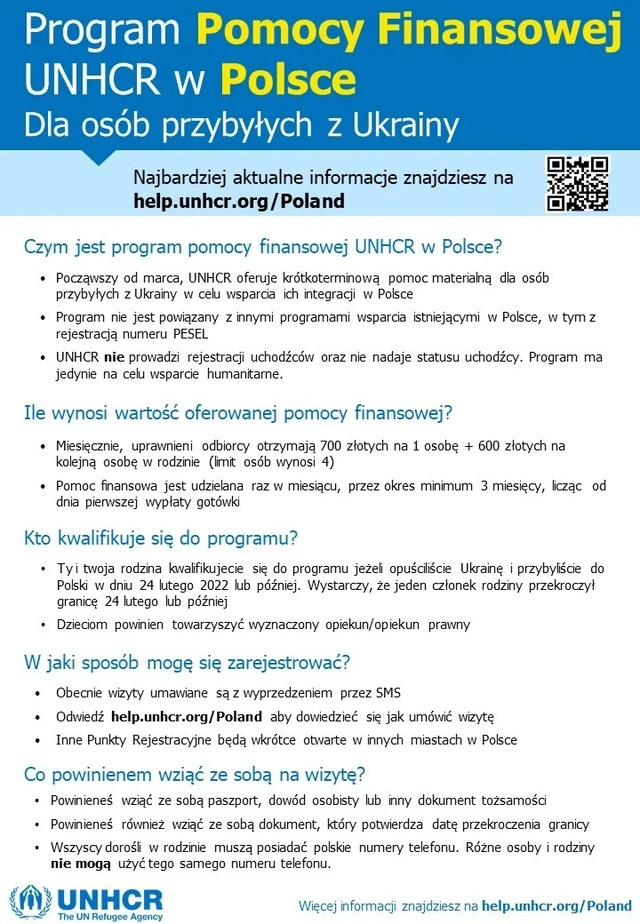 Program Pomocy Finansowej
UNHCR w Polsce
Dla osób przybyłych z Ukrainy
Najbardziej aktualne informacje znajdziesz na
help.unhcr.org/Poland
Czym jest program pomocy finansowej UNHCR w Polsce?
• Począwszy od marca, UNHCR oferuje krótkoterminową pomoc materialną dla osób
przybyłych z Ukrainy w celu wsparcia ich integracji w Polsce
• Program nie jest powiązany z innymi programami wsparcia istniejącymi w Polsce, w tym z
rejestracją numeru PESEL
• UNHCR nie prowadzi rejestracji uchodźców oraz nie nadaje statusu uchodźcy. Program ma
jedynie na celu wsparcie humanitarne.
Ile wynosi wartość oferowanej pomocy finansowej?
• Miesięcznie, uprawnieni odbiorcy otrzymają 700 złotych na 1 osobę + 600 złotych na
kolejną osobę w rodzinie (limit osób wynosi 4)
• Pomoc finansowa jest udzielana raz w miesiącu, przez okres minimum 3 miesięcy, licząc od
dnia pierwszej wypłaty gotówki
Kto kwalifikuje się do programu?
• Ty i twoja rodzina kwalifikujecie się do programu jeżeli opuściliście Ukrainę i przybyliście do
Polski w dniu 24 lutego 2022 lub później. Wystarczy, że jeden członek rodziny przekroczył
granicę 24 lutego lub później
• Dzieciom powinien towarzyszyć wyznaczony opiekun/opiekun prawny
W jaki sposób mogę się zarejestrować?
• Obecnie wizyty umawiane są z wyprzedzeniem przez SMS
• Odwiedź help.unhcr.org/Poland aby dowiedzieć się jak umówić wizytę
• Inne Punkty Rejestracyjne będą wkrótce otwarte w innych miastach w Polsce
Co powinienem wziąć ze sobą na wizytę?
• Powinieneś wziąć ze sobą paszport, dowód osobisty lub inny dokument tożsamości
• Powinieneś również wziąć ze sobą dokument, który potwierdza datę przekroczenia granicy
• Wszyscy dorośli w rodzinie muszą posiadać polskie numery telefonu. Różne osoby i rodziny
nie mogą użyć tego samego numeru telefonu.
UNHCR
The UN Refugee Agency
Więcej informacji znajdziesz na help.unhcr.org/Poland